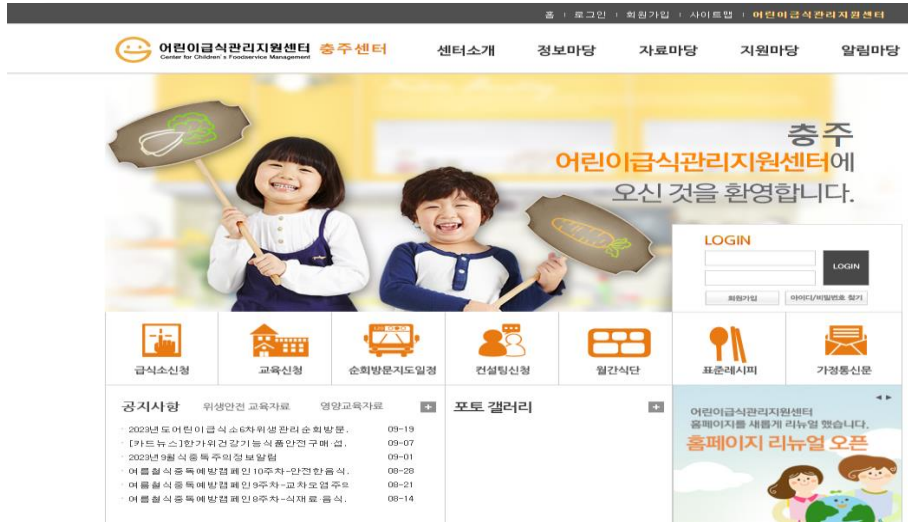 홈 로그인 회원가입 사이트맵 어린이급식관리지원센터
어린이급식관리지원센터 충주센터
Center for Children's Foodservice Management
센터소개 정보마당 자료마당 지원마당 알림마당
충주
어린이급식관리지원센터에
오신 것을 환영합니다.
LOGIN
LOGIN
회원가입 아이디/비밀번호 찾기
급식소신청 교육신청 순회방문지도일정 컨설팅신청 월간식단 표준레시피 가정통신문
공지사항 위생안전 교육자료 영양교육자료 +
2023년도어린이급식소6차위생관리순회방문. 09-19
[카드뉴스]한가위건강기능식품안전구매·섭. 09-07
2023년9월식중독주의정보알림 09-01
여름철식중독예방캠페인10주차-안전한음식. 08-28
여름철식중독예방캠페인9주차-교차오염주의 08-21
여름철식중독예방캠페인8주차-식재료·음식. 08-14
포토 갤러리 +
어린이급식관리지원센터
홈페이지를 새롭게 리뉴얼 했습니다.
홈페이지 리뉴얼 오픈